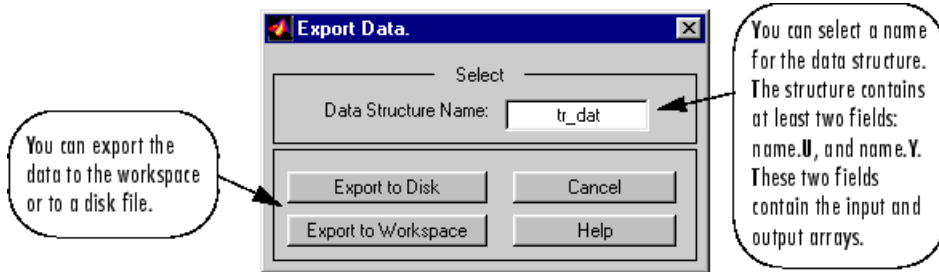 Export Data.
Select
Data Structure Name:
tr_dat
Export to Disk
Cancel
Export to Workspace
Help
You can export the
data to the workspace
or to a disk file.
You can select a name
for the data structure.
The structure contains
at least two fields:
name.U, and name.Y.
These two fields
contain the input and
output arrays.